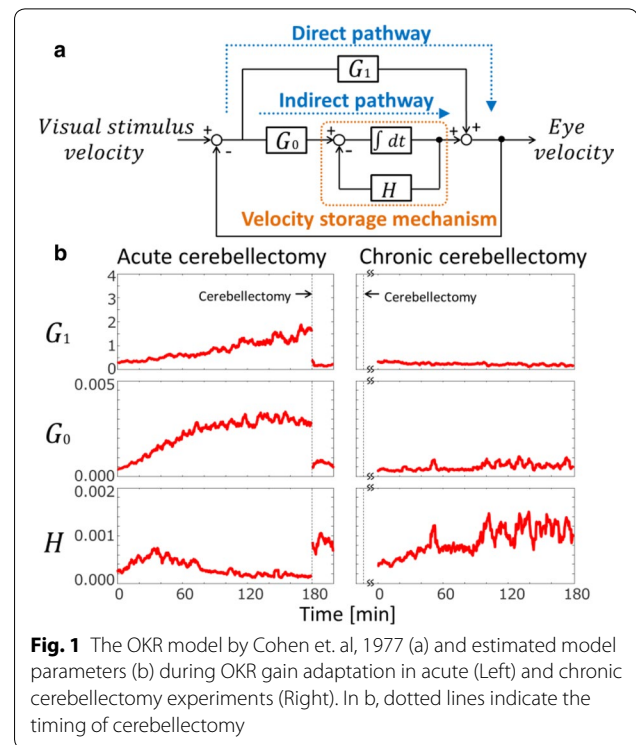 a
Direct pathway
G₁
Indirect pathway
Visual stimulus velocity
+
-
G₀
+
-
∫ dt
+
+
Eye velocity
H
Velocity storage mechanism
b
Acute cerebellectomy
Chronic cerebellectomy
Cerebellectomy →
← Cerebellectomy
G₁
4
3
2
1
0
G₀
0.005
0.000
H
0.002
0.001
0.000
0 60 120 180 0 60 120 180
Time [min]
Fig. 1 The OKR model by Cohen et. al, 1977 (a) and estimated model
parameters (b) during OKR gain adaptation in acute (Left) and chronic
cerebellectomy experiments (Right). In b, dotted lines indicate the
timing of cerebellectomy